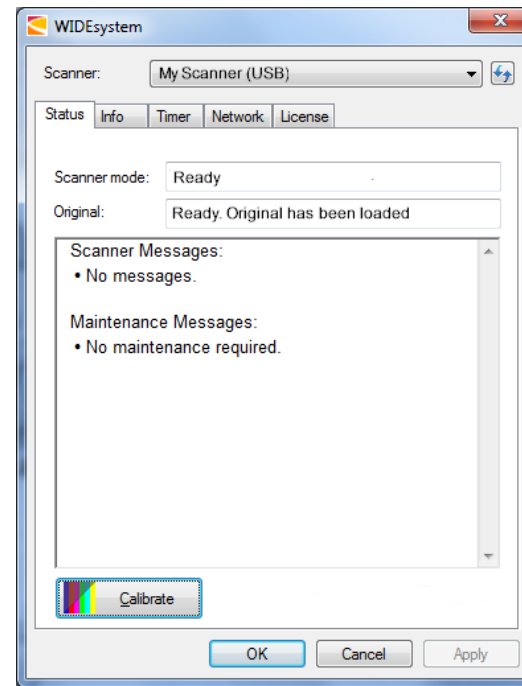 WIDEsystem
Scanner: My Scanner (USB)
Status Info Timer Network License
Scanner mode: Ready
Original: Ready. Original has been loaded
Scanner Messages:
• No messages.
Maintenance Messages:
• No maintenance required.
Calibrate
OK Cancel Apply